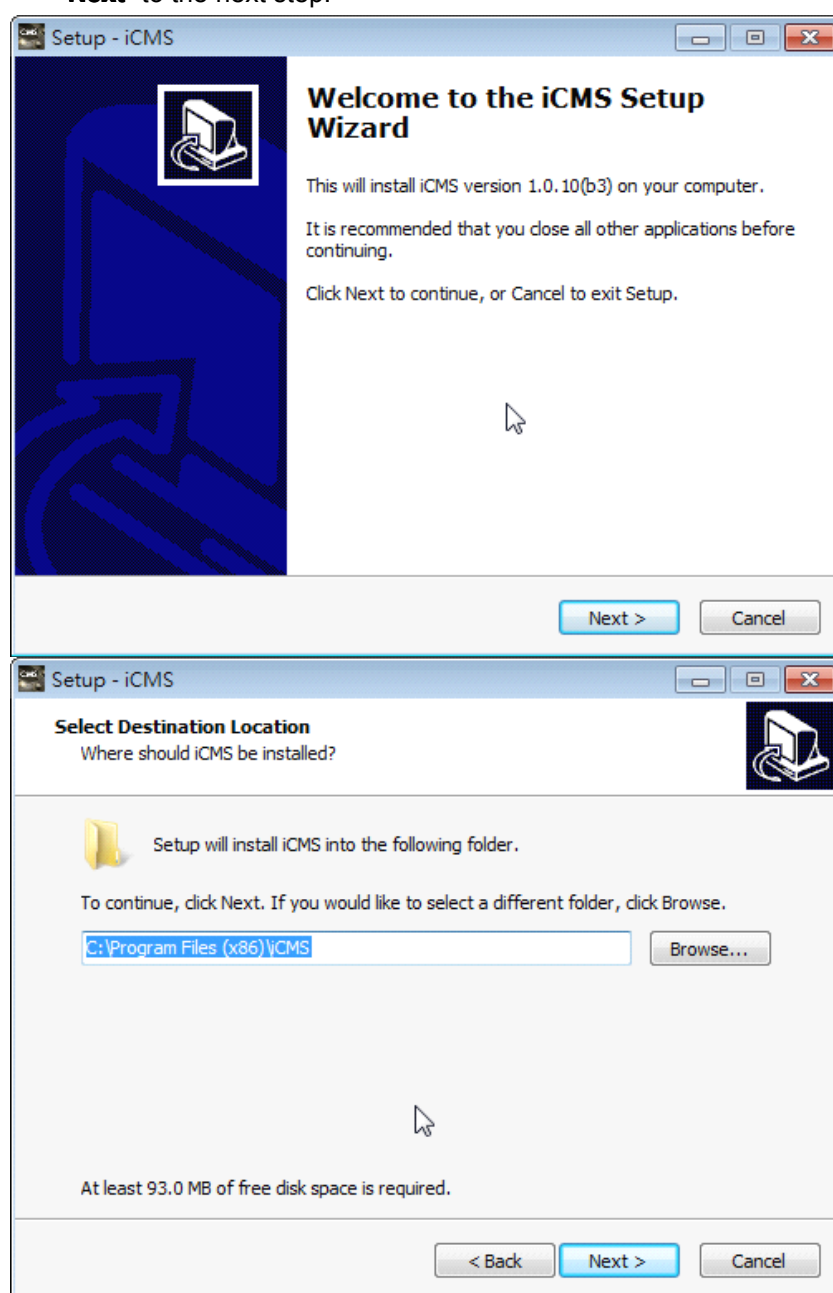 Next" to the next step.
Setup - iCMS
Welcome to the iCMS Setup
Wizard
This will install iCMS version 1.0.10(b3) on your computer.
It is recommended that you close all other applications before
continuing.
Click Next to continue, or Cancel to exit Setup.
Next >
Cancel
Setup - iCMS
Select Destination Location
Where should iCMS be installed?
Setup will install iCMS into the following folder.
To continue, click Next. If you would like to select a different folder, click Browse.
C:\Program Files (x86)\iCMS
Browse...
At least 93.0 MB of free disk space is required.
< Back
Next >
Cancel